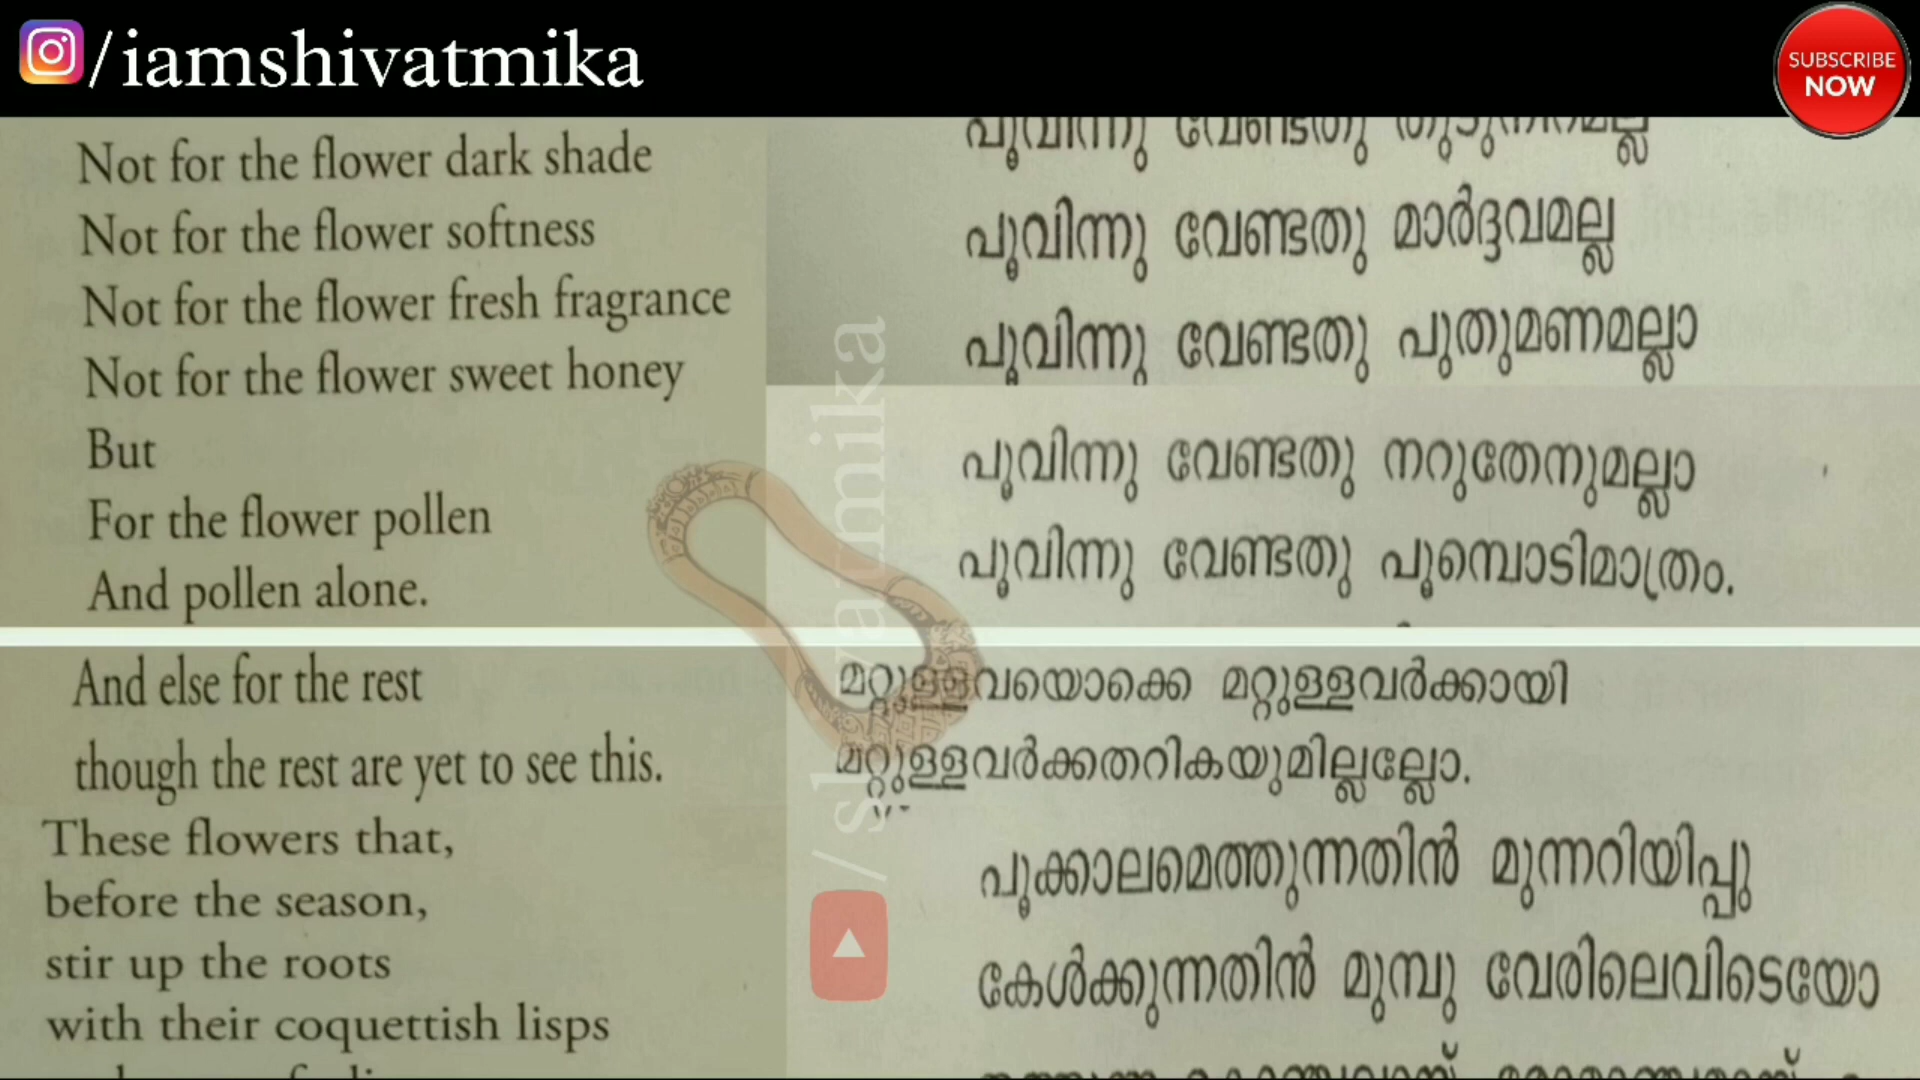 /iamshivatmika
SUBSCRIBE
NOW
Not for the flower dark shade
Not for the flower softness
Not for the flower fresh fragrance
Not for the flower sweet honey
But
For the flower pollen
And pollen alone.
And else for the rest
though the rest are yet to see this.
These flowers that,
before the season,
stir up the roots
with their coquettish lisps
പൂവിന്നു വേണ്ടതു തുടുനിറമല്ല
പൂവിന്നു വേണ്ടതു മാർദ്ദവമല്ല
പൂവിന്നു വേണ്ടതു പുതുമണമല്ലാ
പൂവിന്നു വേണ്ടതു നറുതേനുമല്ലാ
പൂവിന്നു വേണ്ടതു പൂമ്പൊടിമാത്രം.
മറ്റുള്ളവയൊക്കെ മറ്റുള്ളവർക്കായി
മറ്റുള്ളവർക്കതറികയുമില്ലല്ലോ.
പൂക്കാലമെത്തുന്നതിൻ മുന്നറിയിപ്പു
കേൾക്കുന്നതിൻ മുമ്പു വേരിലെവിടെയോ
/shivatmika